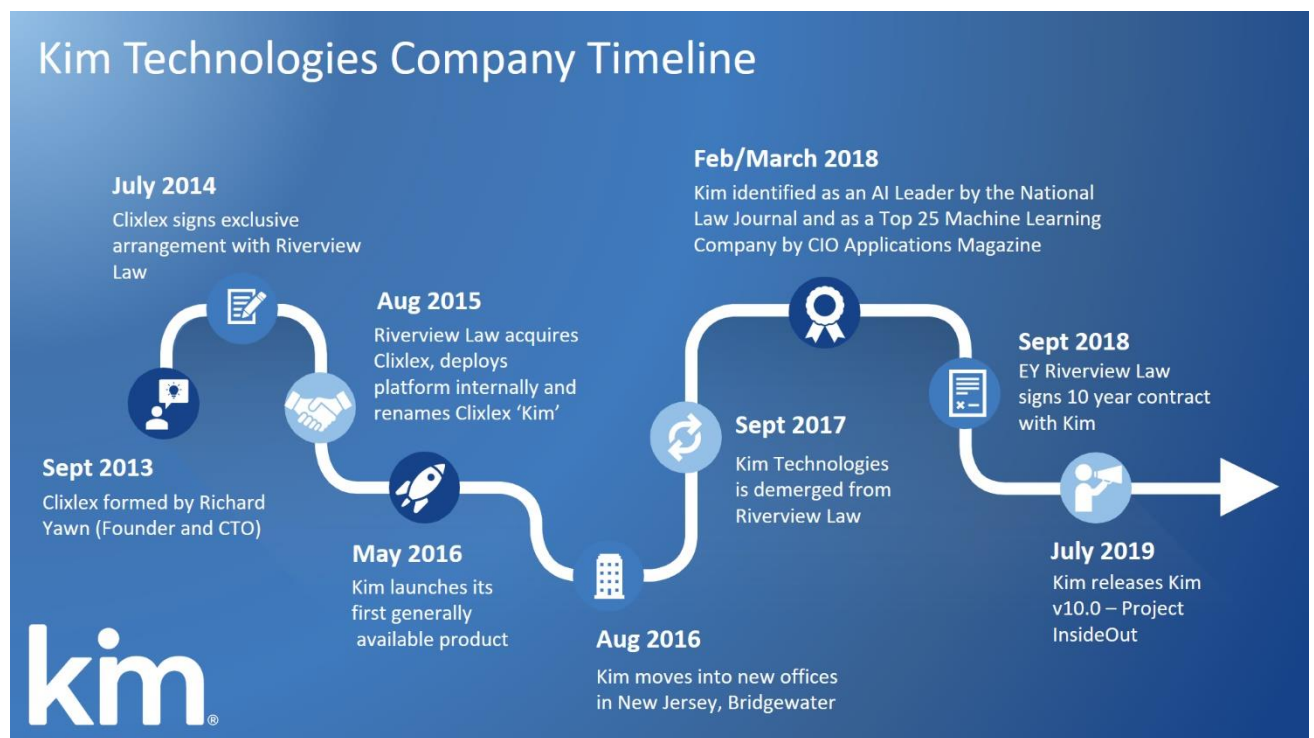 Kim Technologies Company Timeline
July 2014
Clixlex signs exclusive
arrangement with Riverview
Law
Feb/March 2018
Kim identified as an AI Leader by the National
Law Journal and as a Top 25 Machine Learning
Company by CIO Applications Magazine
Aug 2015
Riverview Law acquires
Clixlex, deploys
platform internally and
renames Clixlex ‘Kim’
Sept 2018
EY Riverview Law
signs 10 year contract
with Kim
Sept 2013
Clixlex formed by Richard
Yawn (Founder and CTO)
Sept 2017
Kim Technologies
is demerged from
Riverview Law
May 2016
Kim launches its
first generally
available product
July 2019
Kim releases Kim
v10.0 – Project
InsideOut
Aug 2016
Kim moves into new offices
in New Jersey, Bridgewater
kim®